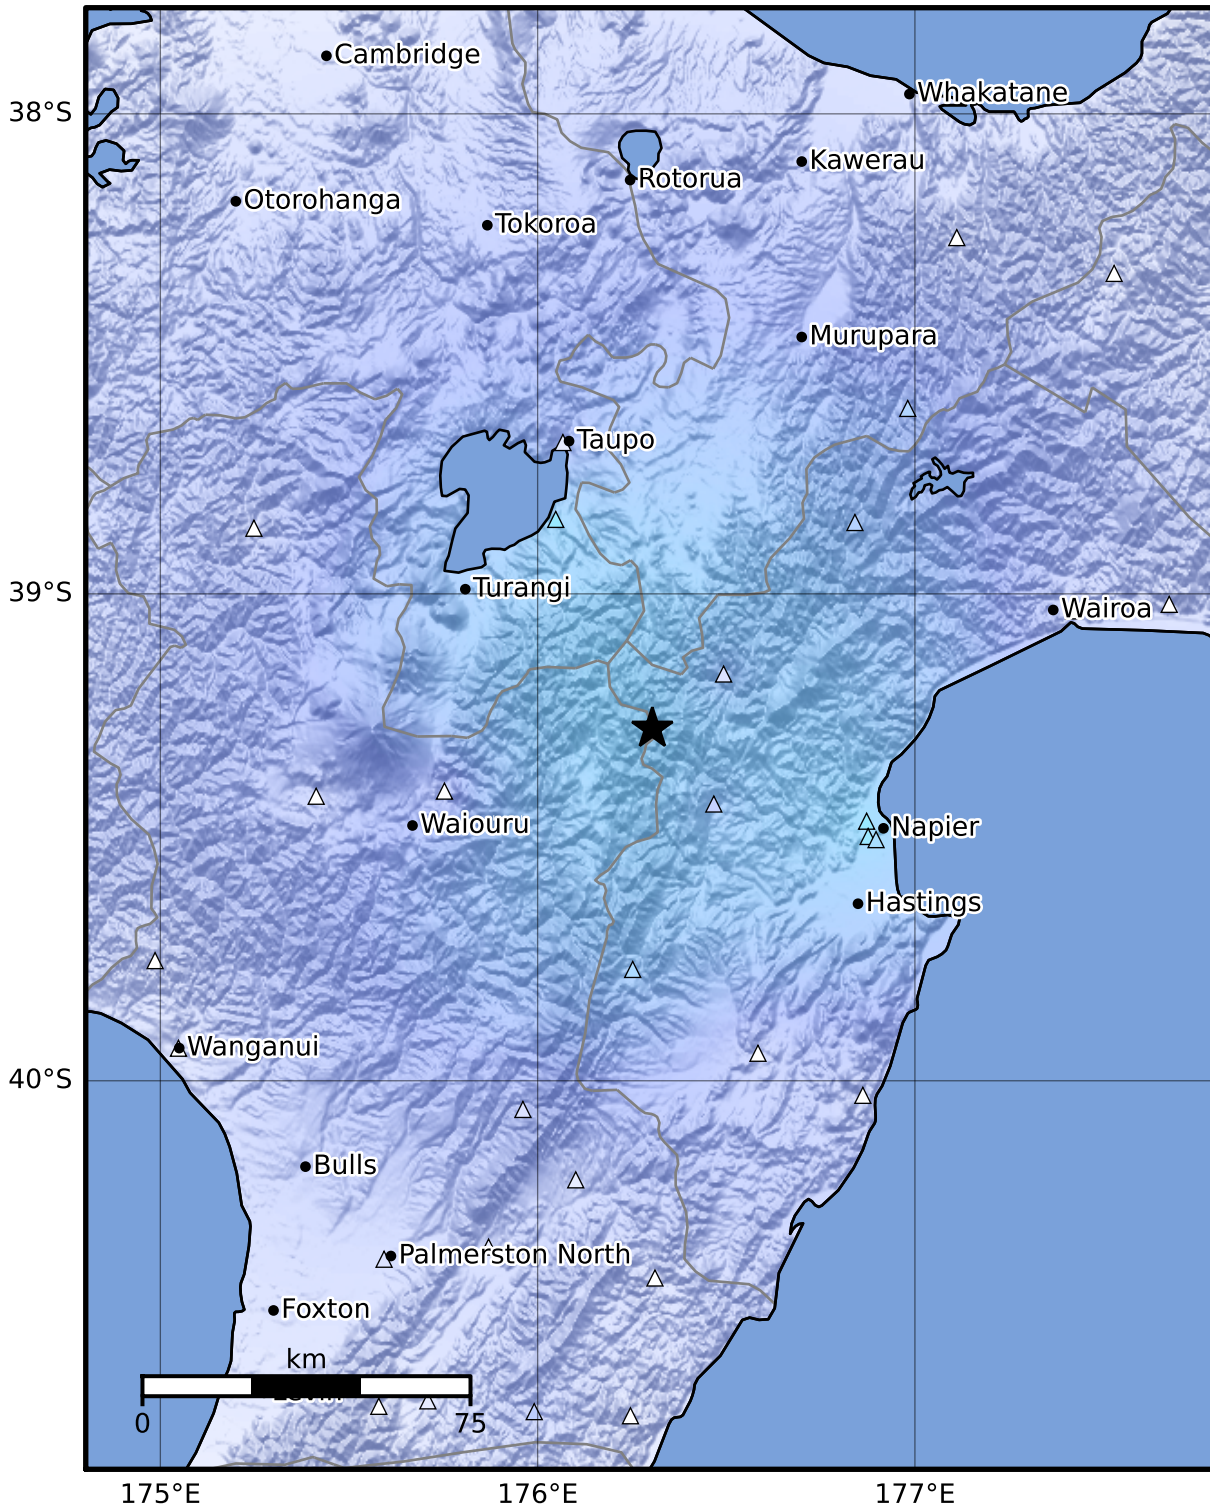 Cambridge
Whakatane
38°S
Kawerau
Rotorua
Otorohanga
Tokoroa
Murupara
Taupo
Turangi
39°S
Wairoa
Waiouru
Napier
Hastings
Wanganui
40°S
Bulls
Palmerston North
Foxton
km
0
75
175°E
176°E
177°E